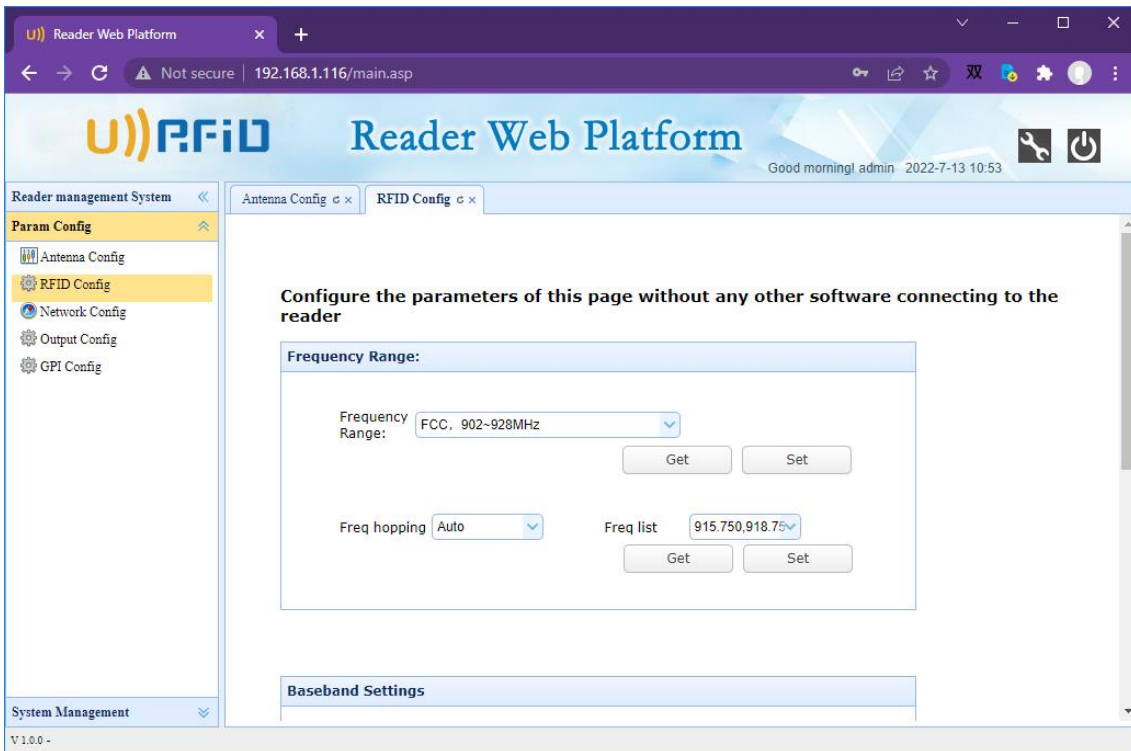 U)) Reader Web Platform
Not secure | 192.168.1.116/main.asp
双
U)) RFiD
Reader Web Platform
Good morning! admin 2022-7-13 10:53
Reader management System
Antenna Config
RFID Config
Param Config
Antenna Config
RFID Config
Network Config
Output Config
GPI Config
Configure the parameters of this page without any other software connecting to the
reader
Frequency Range:
Frequency
Range:
FCC, 902~928MHz
Get Set
Freq hopping Auto Freq list 915.750,918.75
Get Set
Baseband Settings
System Management
V 1.0.0 -